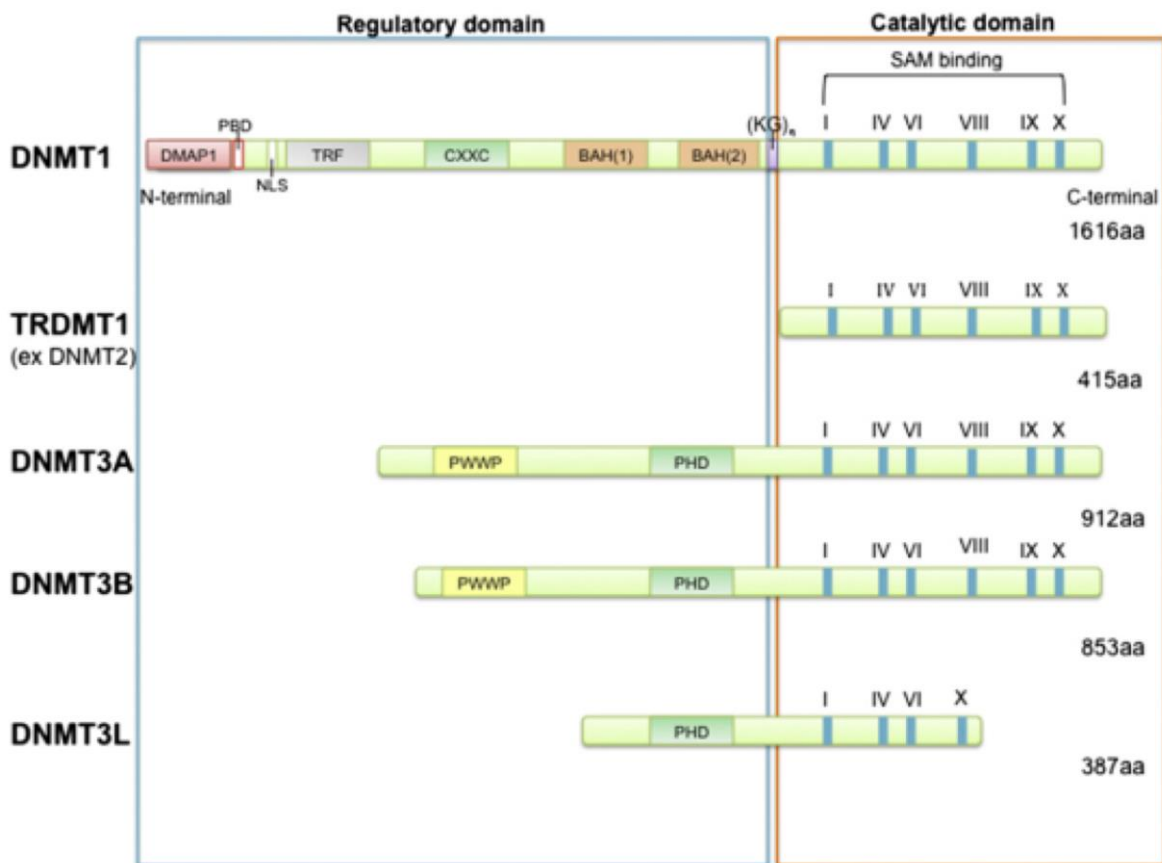 Regulatory domain
Catalytic domain
SAM binding
PBD
(KG)n
I IV VI VIII IX X
DNMT1
DMAP1
TRF
CXXC
BAH(1)
BAH(2)
NLS
N-terminal
C-terminal
1616aa
I IV VI VIII IX X
TRDMT1
(ex DNMT2)
415aa
I IV VI VIII IX X
DNMT3A
PWWP
PHD
912aa
I IV VI VIII IX X
DNMT3B
PWWP
PHD
853aa
I IV VI X
DNMT3L
PHD
387aa